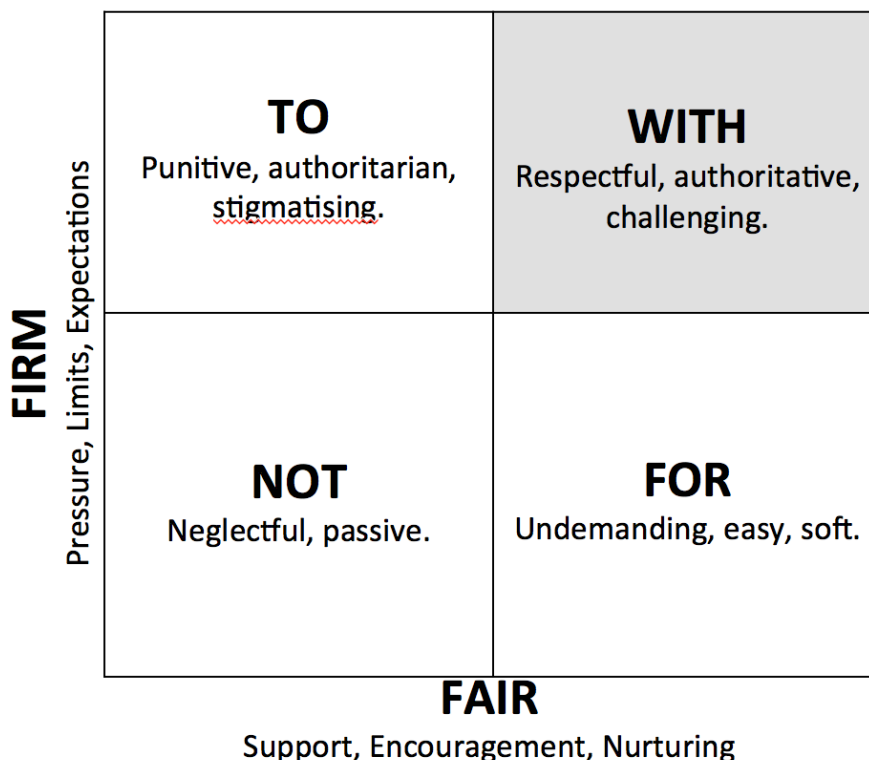 TO
Punitive, authoritarian,
stigmatising.
WITH
Respectful, authoritative,
challenging.
FIRM
Pressure, Limits, Expectations
NOT
Neglectful, passive.
FOR
Undemanding, easy, soft.
FAIR
Support, Encouragement, Nurturing